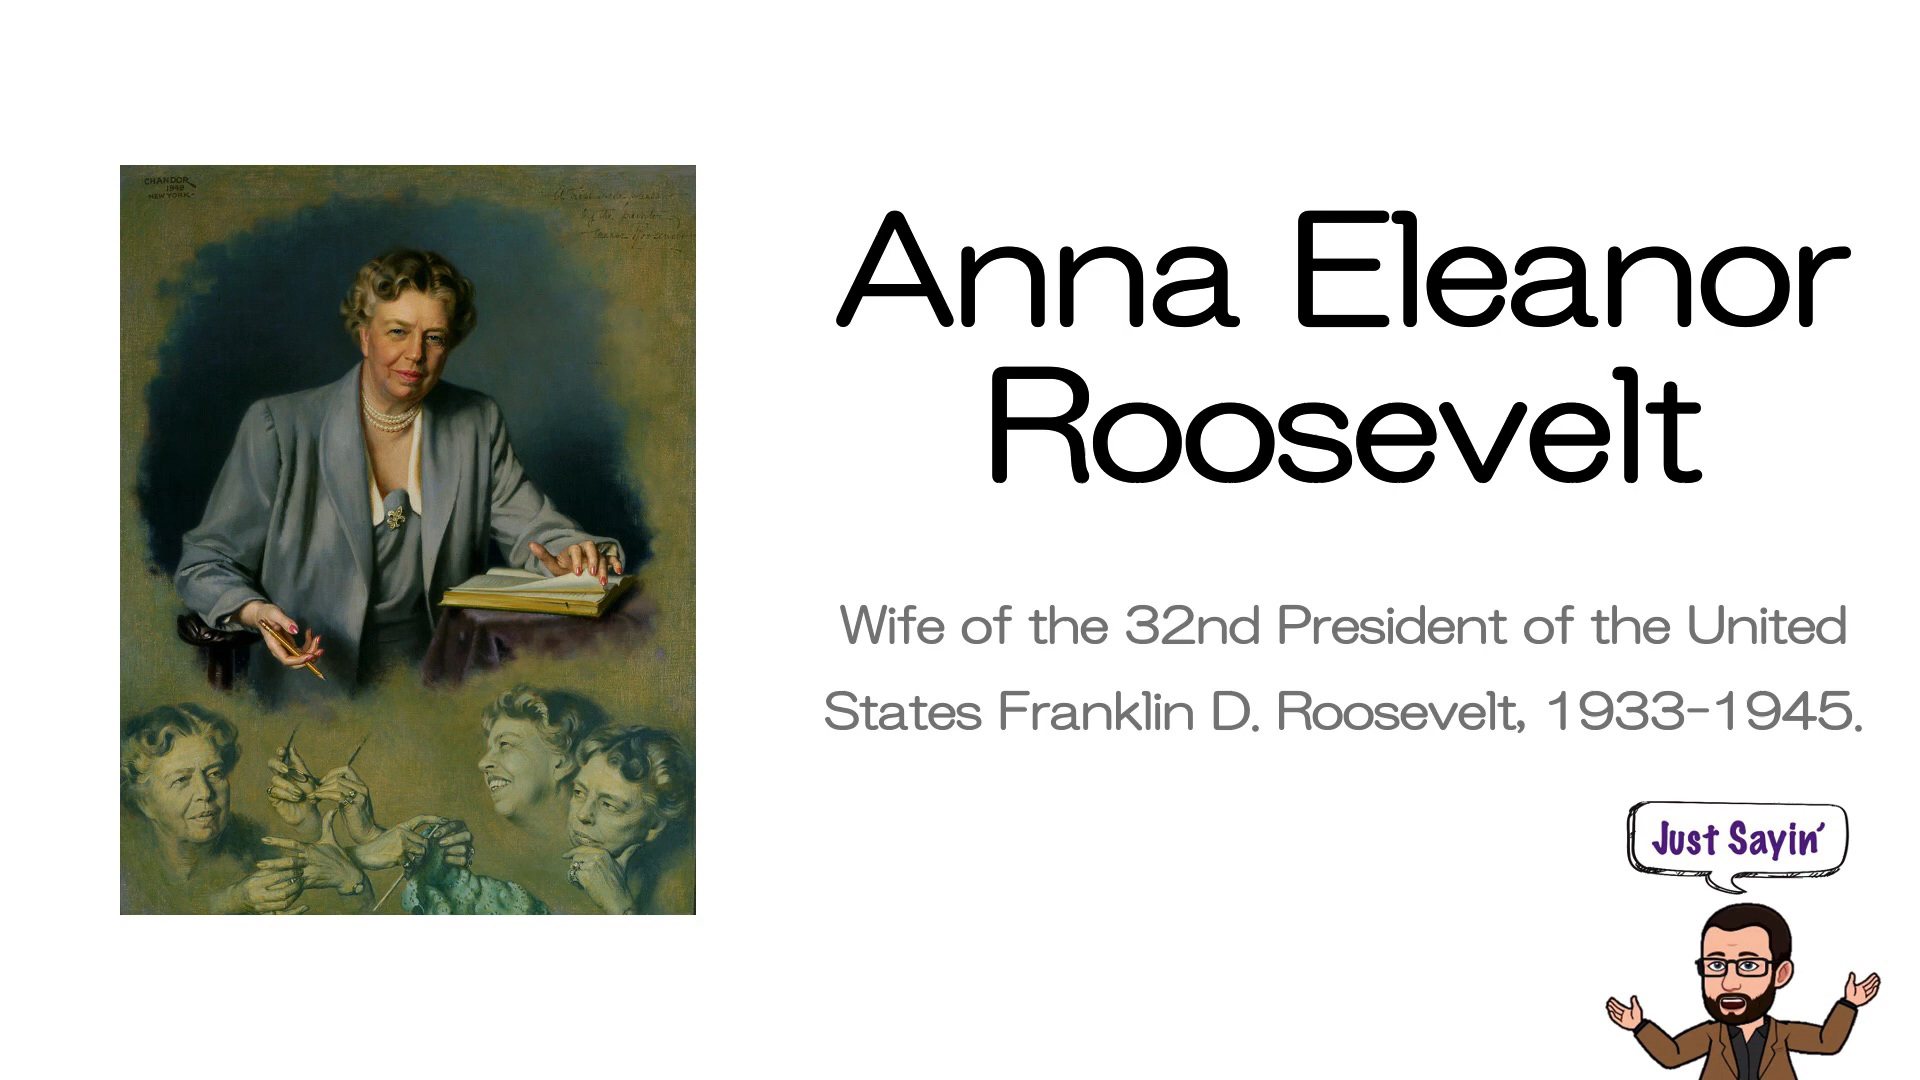 CHANDOR
1949
NEW YORK
Anna Eleanor
Roosevelt
Wife of the 32nd President of the United
States Franklin D. Roosevelt, 1933-1945.
Just Sayin'